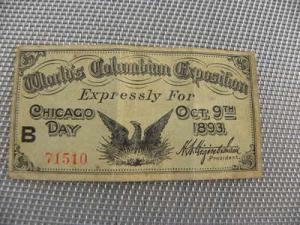 World's Columbian Exposition
Expressly For
Chicago Day
Oct. 9TH 1893.
B
71510
President.